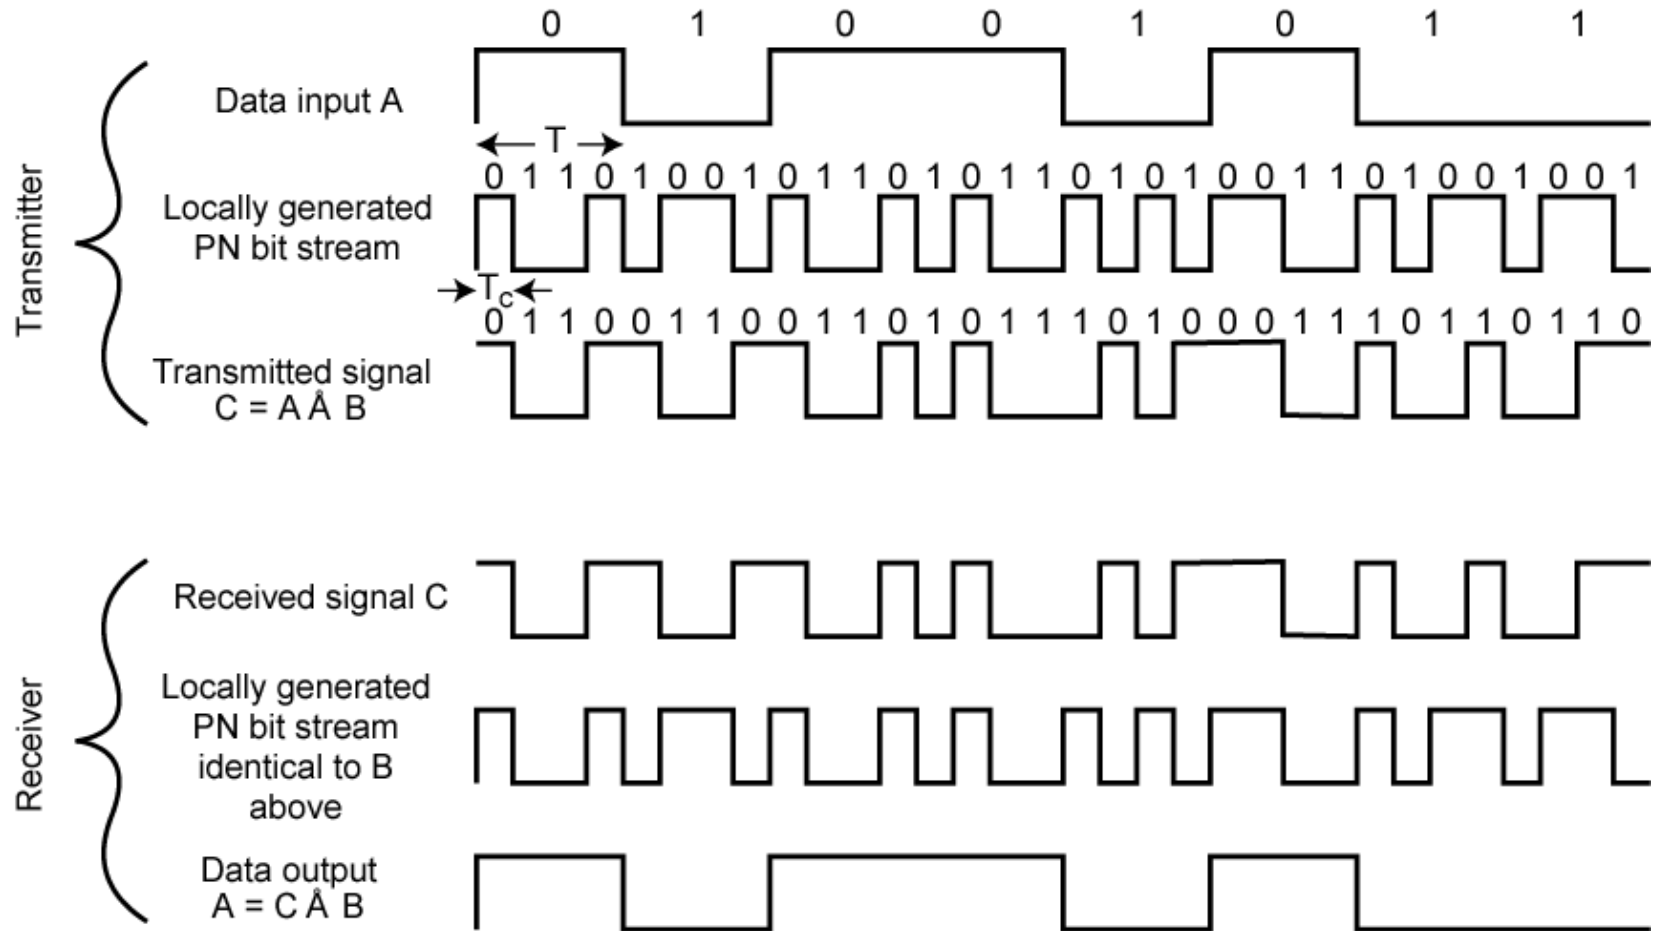 0 1 0 0 1 0 1 1
Data input A
T
0 1 1 0 1 0 0 1 0 1 1 0 1 0 1 1 0 1 0 1 0 0 1 1 0 1 0 0 1 0 0 1
Locally generated
PN bit stream
Tc
0 1 1 0 0 1 1 0 0 1 1 0 1 0 1 1 1 0 1 0 0 0 1 1 1 0 1 1 0 1 1 0
Transmitted signal
C = A Å B
Transmitter
Received signal C
Locally generated
PN bit stream
identical to B
above
Data output
A = C Å B
Receiver